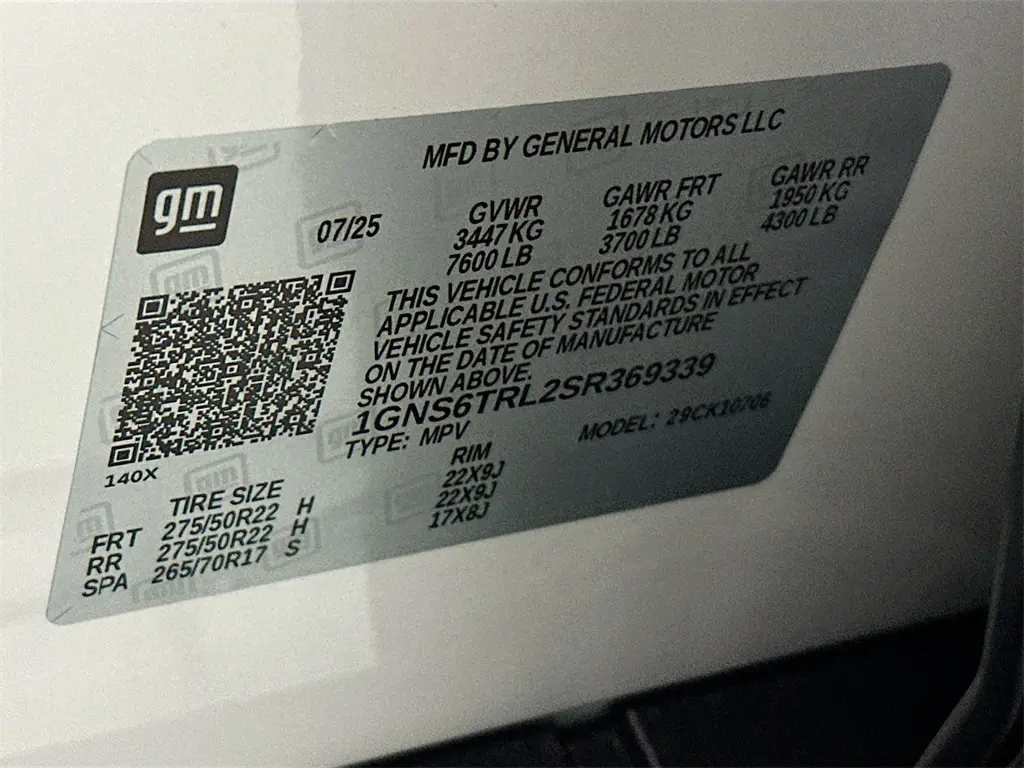 MFD BY GENERAL MOTORS LLC
gm
07/25
GVWR GAWR FRT GAWR RR
3447 KG 1678 KG 1950 KG
7600 LB 3700 LB 4300 LB
THIS VEHICLE CONFORMS TO ALL
APPLICABLE U.S. FEDERAL MOTOR
VEHICLE SAFETY STANDARDS IN EFFECT
ON THE DATE OF MANUFACTURE
SHOWN ABOVE.
1GNS6TRL2SR369339
TYPE: MPV MODEL: 29CK10706
140X
TIRE SIZE RIM
FRT 275/50R22 H 22X9J
RR 275/50R22 H 22X9J
SPA 265/70R17 S 17X8J